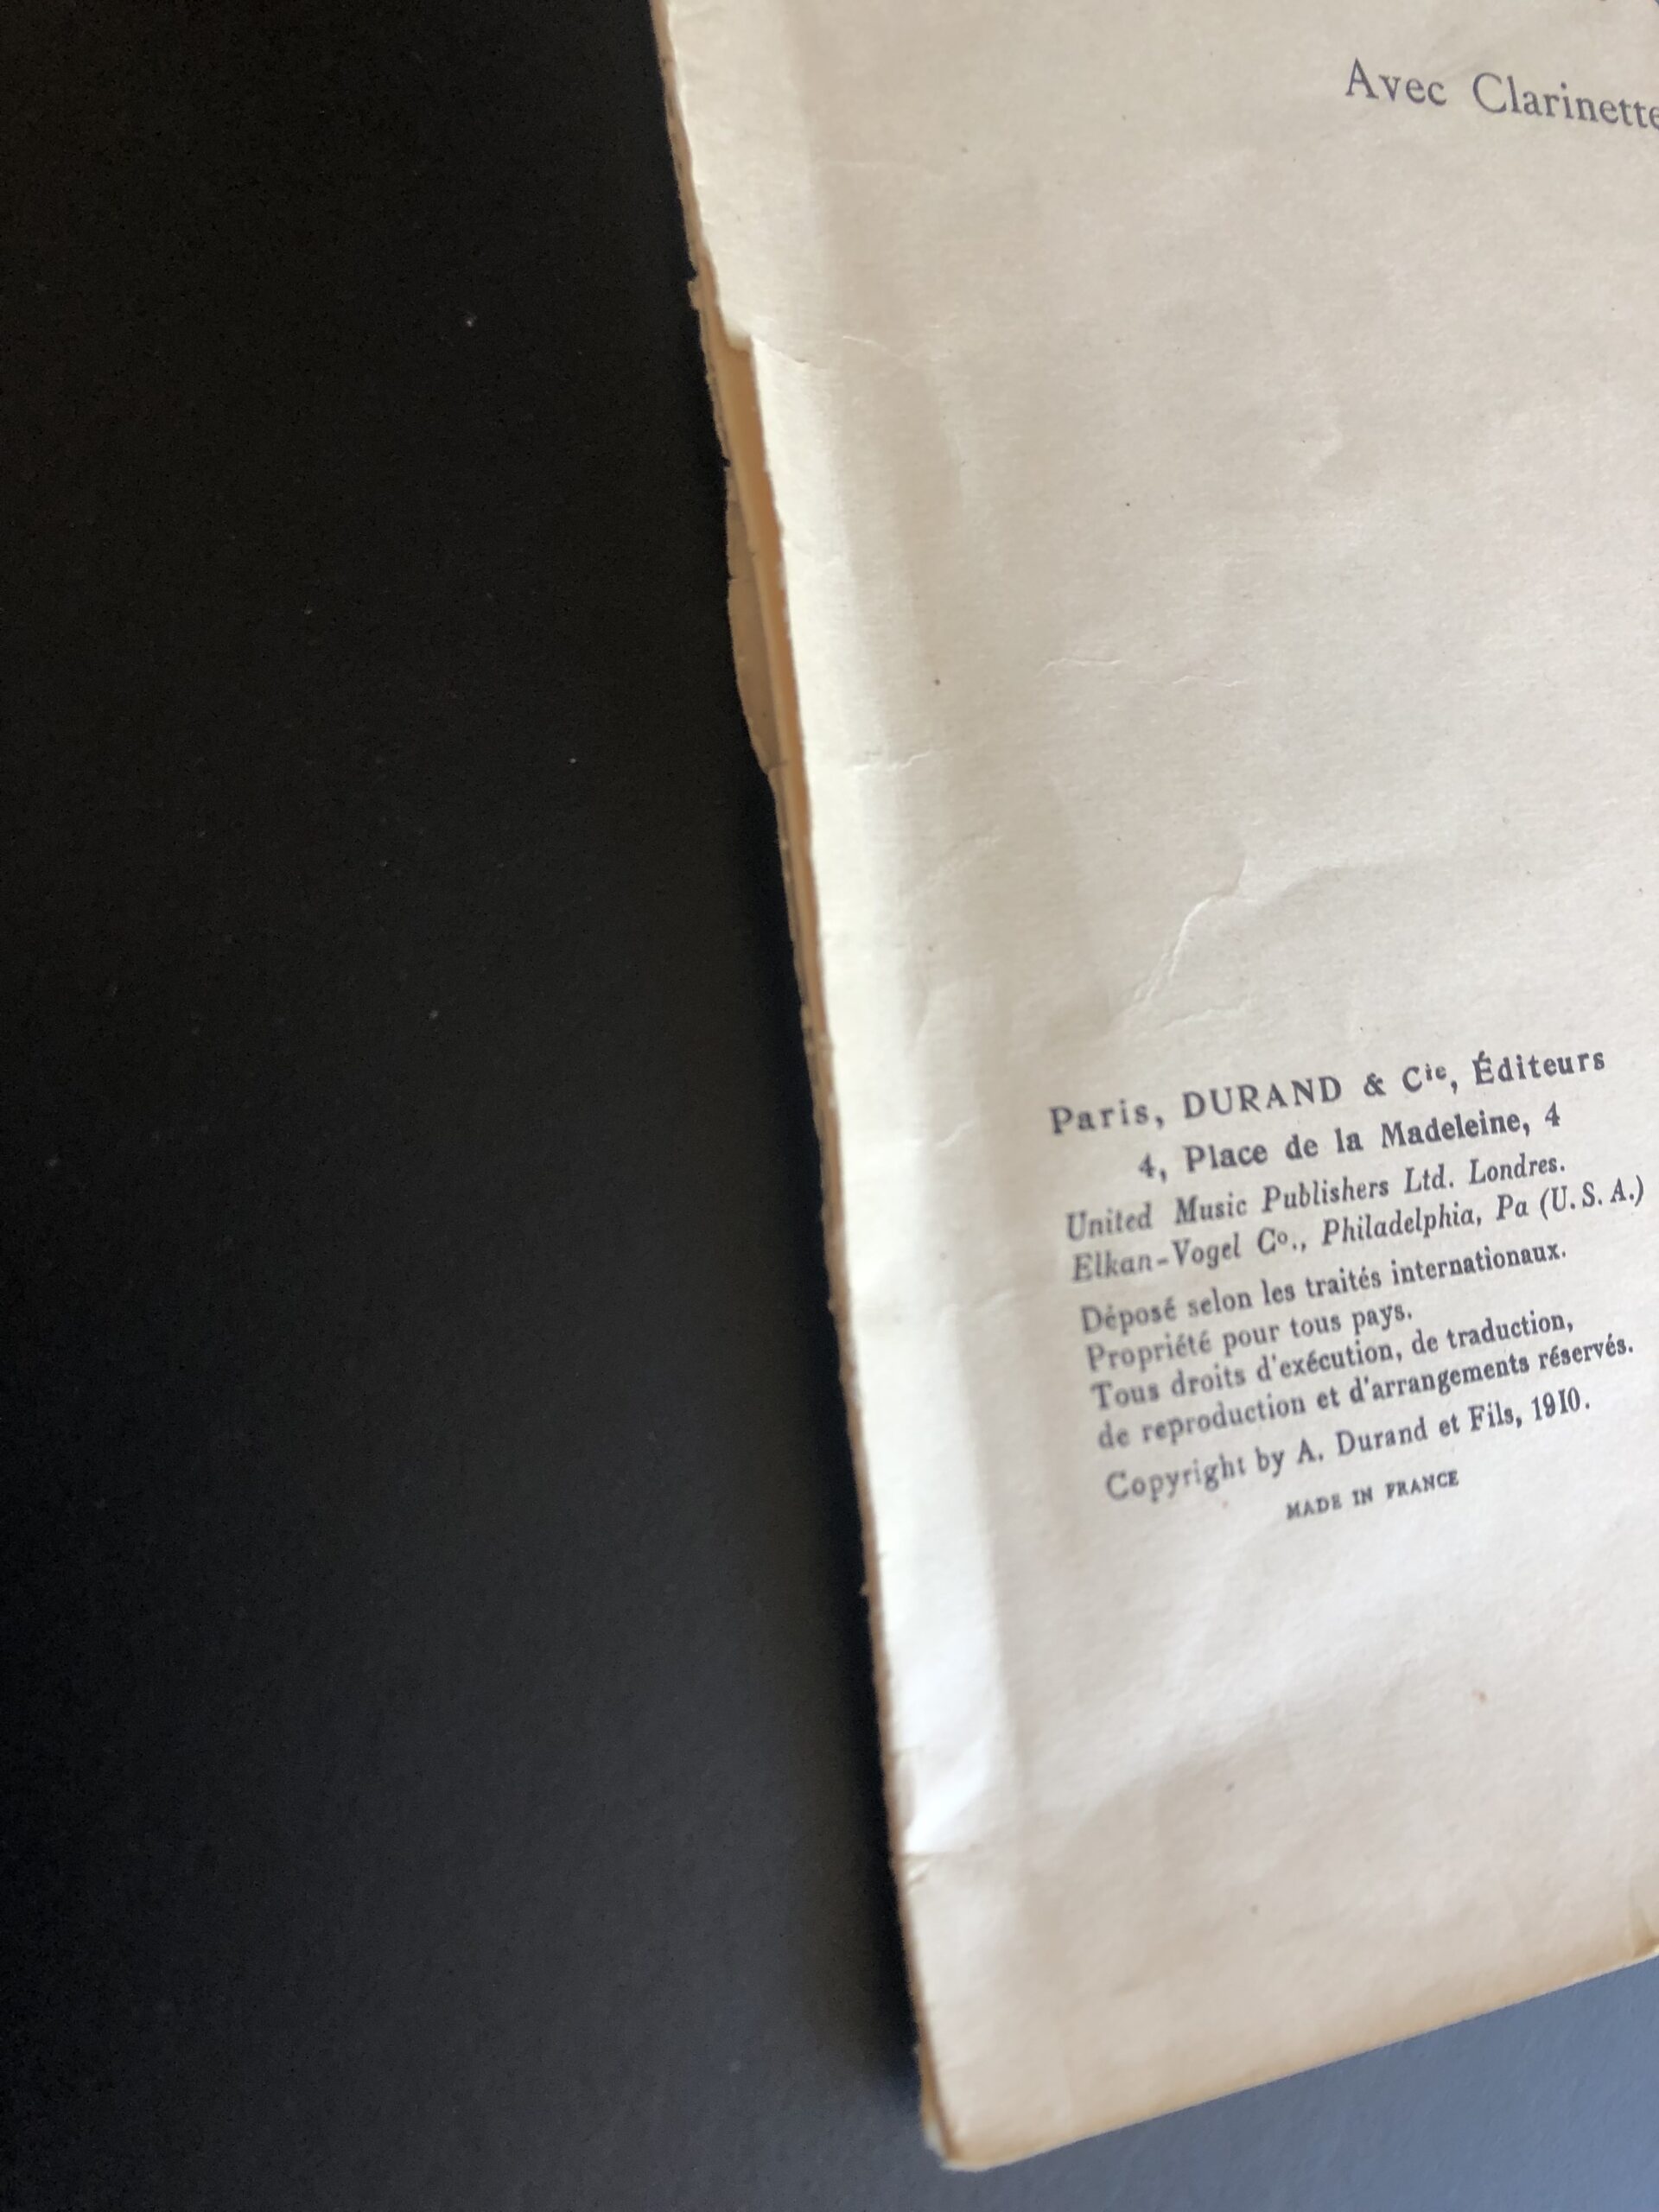 Avec Clarinette
Paris, DURAND & Cie, Éditeurs
4, Place de la Madeleine, 4
United Music Publishers Ltd. Londres.
Elkan-Vogel Co., Philadelphia, Pa (U.S.A.)
Déposé selon les traités internationaux.
Propriété pour tous pays.
Tous droits d'exécution, de traduction,
de reproduction et d'arrangements réservés.
Copyright by A. Durand et Fils, 1910.
MADE IN FRANCE